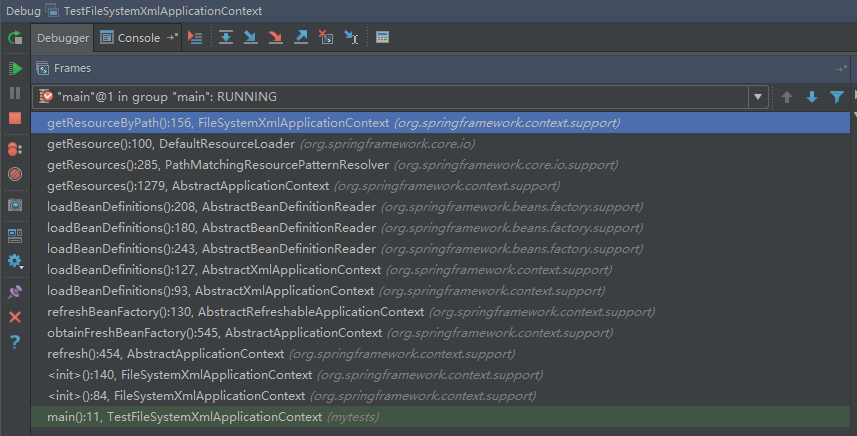 Debug TestFileSystemXmlApplicationContext
Debugger Console
Frames
"main"@1 in group "main": RUNNING
getResourceByPath():156, FileSystemXmlApplicationContext (org.springframework.context.support)
getResource():100, DefaultResourceLoader (org.springframework.core.io)
getResources():285, PathMatchingResourcePatternResolver (org.springframework.core.io.support)
getResources():1279, AbstractApplicationContext (org.springframework.context.support)
loadBeanDefinitions():208, AbstractBeanDefinitionReader (org.springframework.beans.factory.support)
loadBeanDefinitions():180, AbstractBeanDefinitionReader (org.springframework.beans.factory.support)
loadBeanDefinitions():243, AbstractBeanDefinitionReader (org.springframework.beans.factory.support)
loadBeanDefinitions():127, AbstractXmlApplicationContext (org.springframework.context.support)
loadBeanDefinitions():93, AbstractXmlApplicationContext (org.springframework.context.support)
refreshBeanFactory():130, AbstractRefreshableApplicationContext (org.springframework.context.support)
obtainFreshBeanFactory():545, AbstractApplicationContext (org.springframework.context.support)
refresh():454, AbstractApplicationContext (org.springframework.context.support)
<init>():140, FileSystemXmlApplicationContext (org.springframework.context.support)
<init>():84, FileSystemXmlApplicationContext (org.springframework.context.support)
main():11, TestFileSystemXmlApplicationContext (mytests)